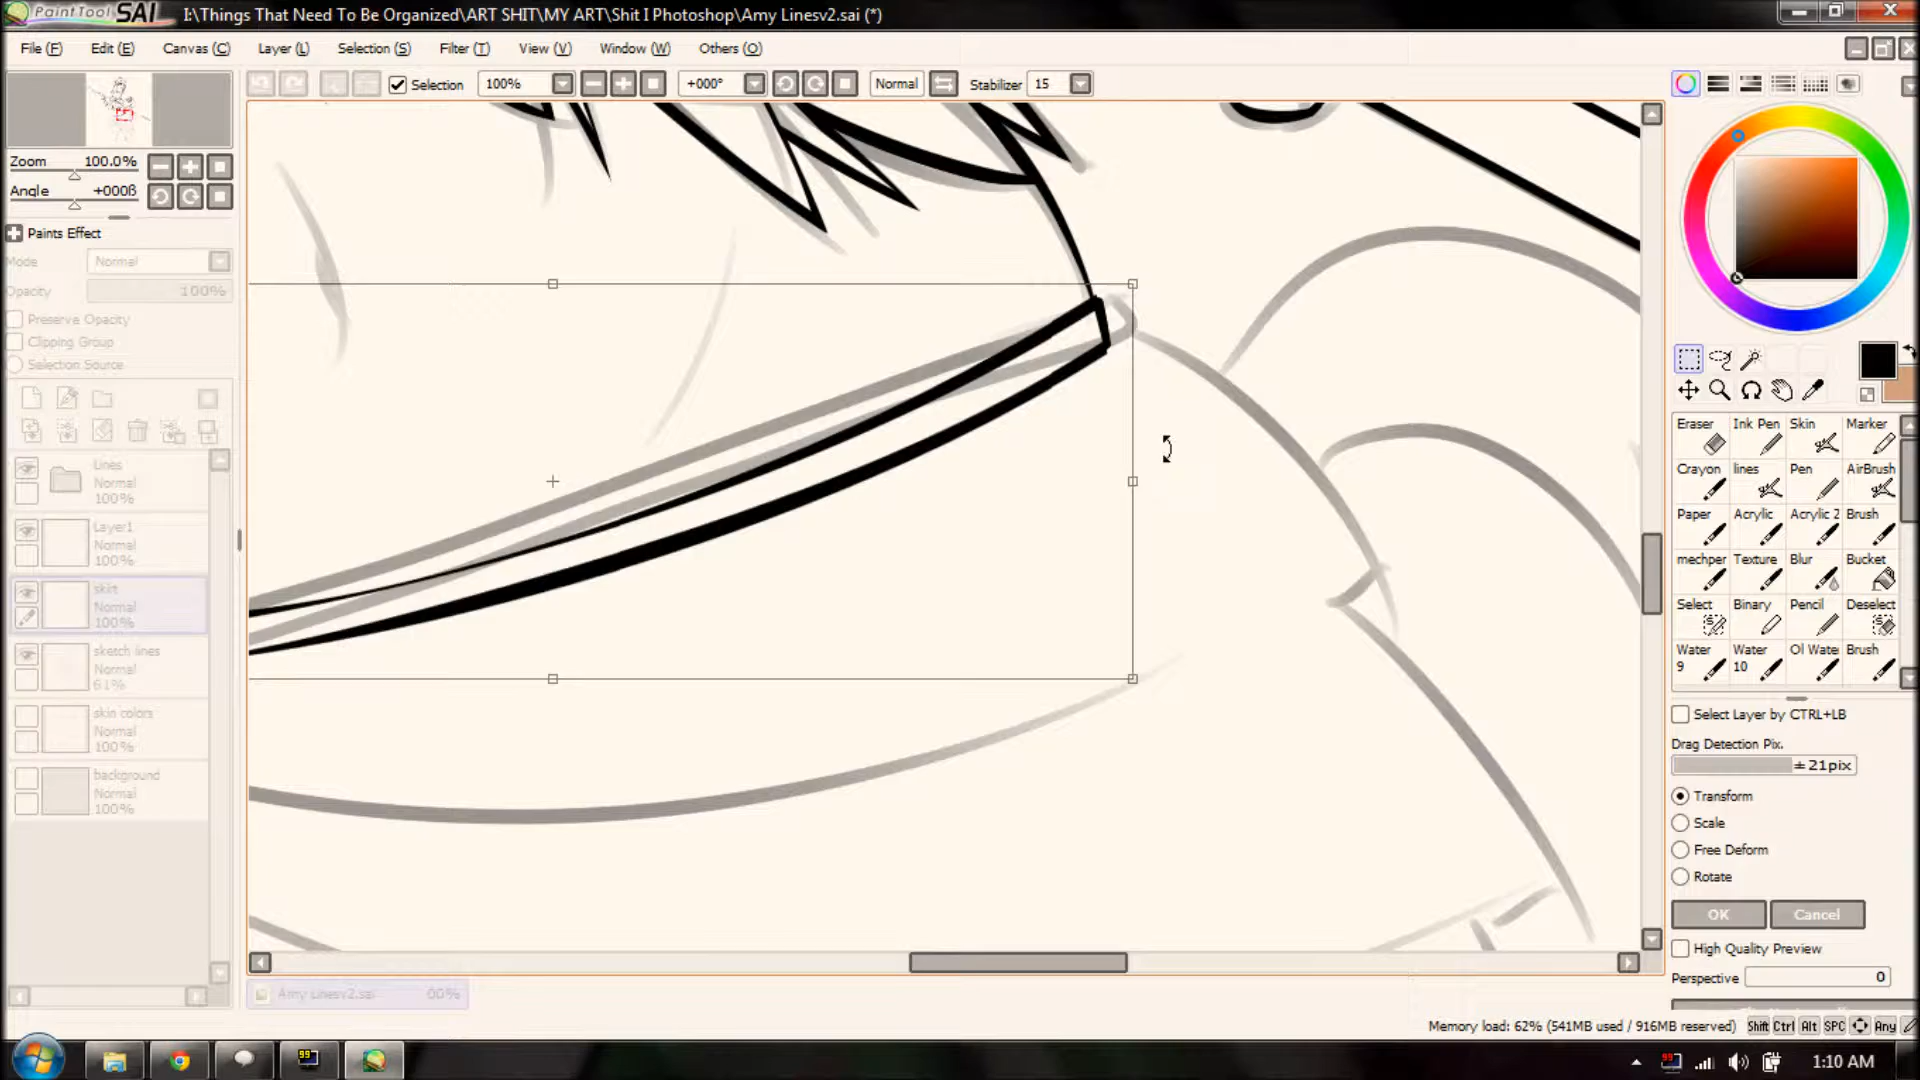 PaintTool SAI I:\Things That Need To Be Organized\ART SHIT\MY ART\Shit I Photoshop\Amy Linesv2.sai (*)
File (F) Edit (E) Canvas (C) Layer (L) Selection (S) Filter (T) View (V) Window (W) Others (O)
Selection 100% +000° Normal Stabilizer 15
Zoom 100.0%
Angle +000ß
Paints Effect
Mode Normal
Opacity 100%
Preserve Opacity
Clipping Group
Selection Source
Lines
Normal
100%
Layer1
Normal
100%
skirt
Normal
100%
sketch lines
Normal
61%
skin colors
Normal
100%
background
Normal
100%
Eraser Ink Pen Skin Marker
Crayon lines Pen AirBrush
Paper Acrylic Acrylic 2 Brush
mechper Texture Blur Bucket
Select Binary Pencil Deselect
Water 9 Water 10 Ol Wate Brush
Select Layer by CTRL+LB
Drag Detection Pix.
±21pix
Transform
Scale
Free Deform
Rotate
OK Cancel
High Quality Preview
Perspective 0
Amy Linesv2.sai 00%
Memory load: 62% (541MB used / 916MB reserved) Shift Ctrl Alt SPC Any
99 99 1:10 AM